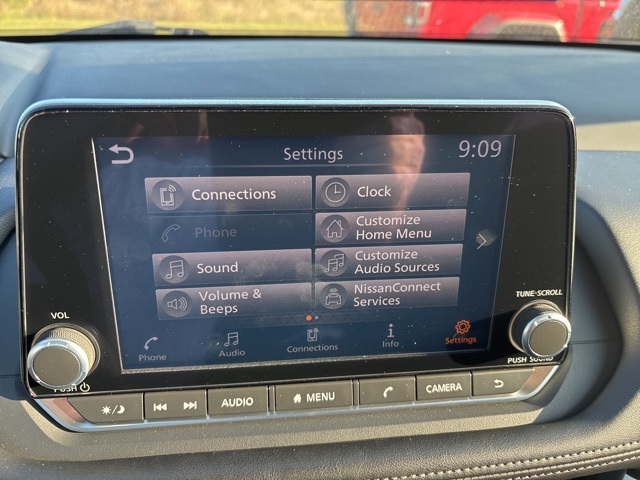 Settings
9:09
Connections
Clock
Phone
Customize
Home Menu
Sound
Customize
Audio Sources
Volume &
Beeps
NissanConnect
Services
Phone
Audio
Connections
Info
Settings
VOL
PUSH
TUNE-SCROLL
PUSH SOUND
AUDIO
MENU
CAMERA